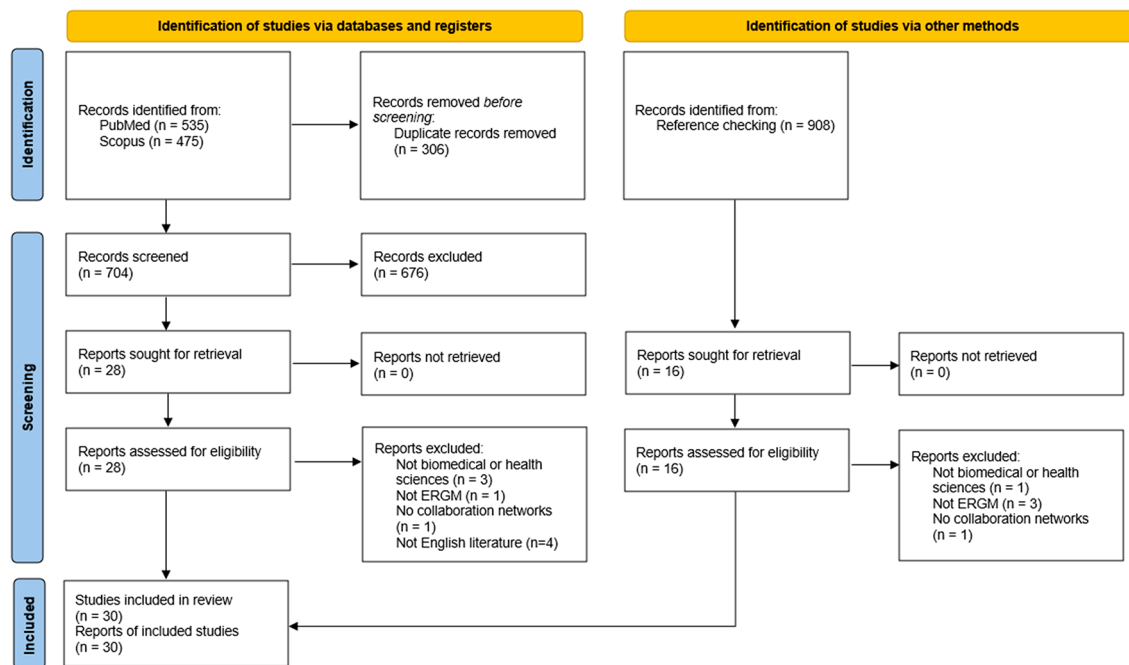 Identification of studies via databases and registers
Identification of studies via other methods
Identification
Records identified from:
PubMed (n = 535)
Scopus (n = 475)
Records removed before
screening:
Duplicate records removed
(n = 306)
Records identified from:
Reference checking (n = 908)
Screening
Records screened
(n = 704)
Records excluded
(n = 676)
Reports sought for retrieval
(n = 28)
Reports not retrieved
(n = 0)
Reports sought for retrieval
(n = 16)
Reports not retrieved
(n = 0)
Reports assessed for eligibility
(n = 28)
Reports excluded:
Not biomedical or health
sciences (n = 3)
Not ERGM (n = 1)
No collaboration networks
(n = 1)
Not English literature (n=4)
Reports assessed for eligibility
(n = 16)
Reports excluded:
Not biomedical or health
sciences (n = 1)
Not ERGM (n = 3)
No collaboration networks
(n = 1)
Included
Studies included in review
(n = 30)
Reports of included studies
(n = 30)